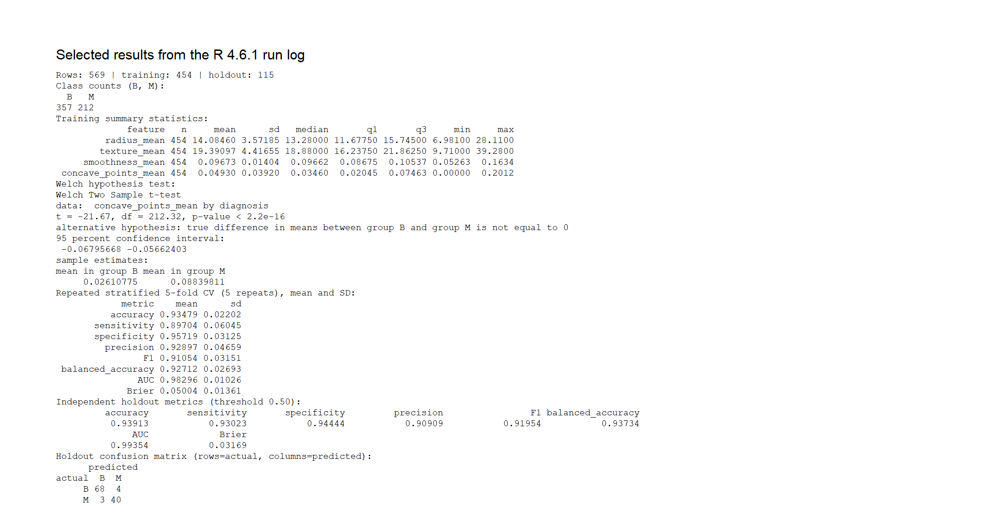 Selected results from the R 4.6.1 run log
Rows: 569 | training: 454 | holdout: 115
Class counts (B, M):
  B   M
357 212
Training summary statistics:
             feature   n     mean      sd   median       q1       q3     min     max
         radius_mean 454 14.08460 3.57185 13.28000 11.67750 15.74500 6.98100 28.1100
        texture_mean 454 19.39097 4.41655 18.88000 16.23750 21.86250 9.71000 39.2800
     smoothness_mean 454  0.09673 0.01404  0.09662  0.08675  0.10537 0.05263  0.1634
 concave_points_mean 454  0.04930 0.03920  0.03460  0.02045  0.07463 0.00000  0.2012
Welch hypothesis test:
Welch Two Sample t-test
data:  concave_points_mean by diagnosis
t = -21.67, df = 212.32, p-value < 2.2e-16
alternative hypothesis: true difference in means between group B and group M is not equal to 0
95 percent confidence interval:
 -0.06795668 -0.05662403
sample estimates:
mean in group B mean in group M
     0.02610775      0.08839811
Repeated stratified 5-fold CV (5 repeats), mean and SD:
            metric    mean      sd
          accuracy 0.93479 0.02202
       sensitivity 0.89704 0.06045
       specificity 0.95719 0.03125
         precision 0.92897 0.04659
                F1 0.91054 0.03151
 balanced_accuracy 0.92712 0.02693
               AUC 0.98296 0.01026
             Brier 0.05004 0.01361
Independent holdout metrics (threshold 0.50):
         accuracy       sensitivity       specificity         precision                F1 balanced_accuracy
          0.93913           0.93023           0.94444           0.90909           0.91954           0.93734
              AUC             Brier
          0.99354           0.03169
Holdout confusion matrix (rows=actual, columns=predicted):
      predicted
actual  B  M
     B 68  4
     M  3 40